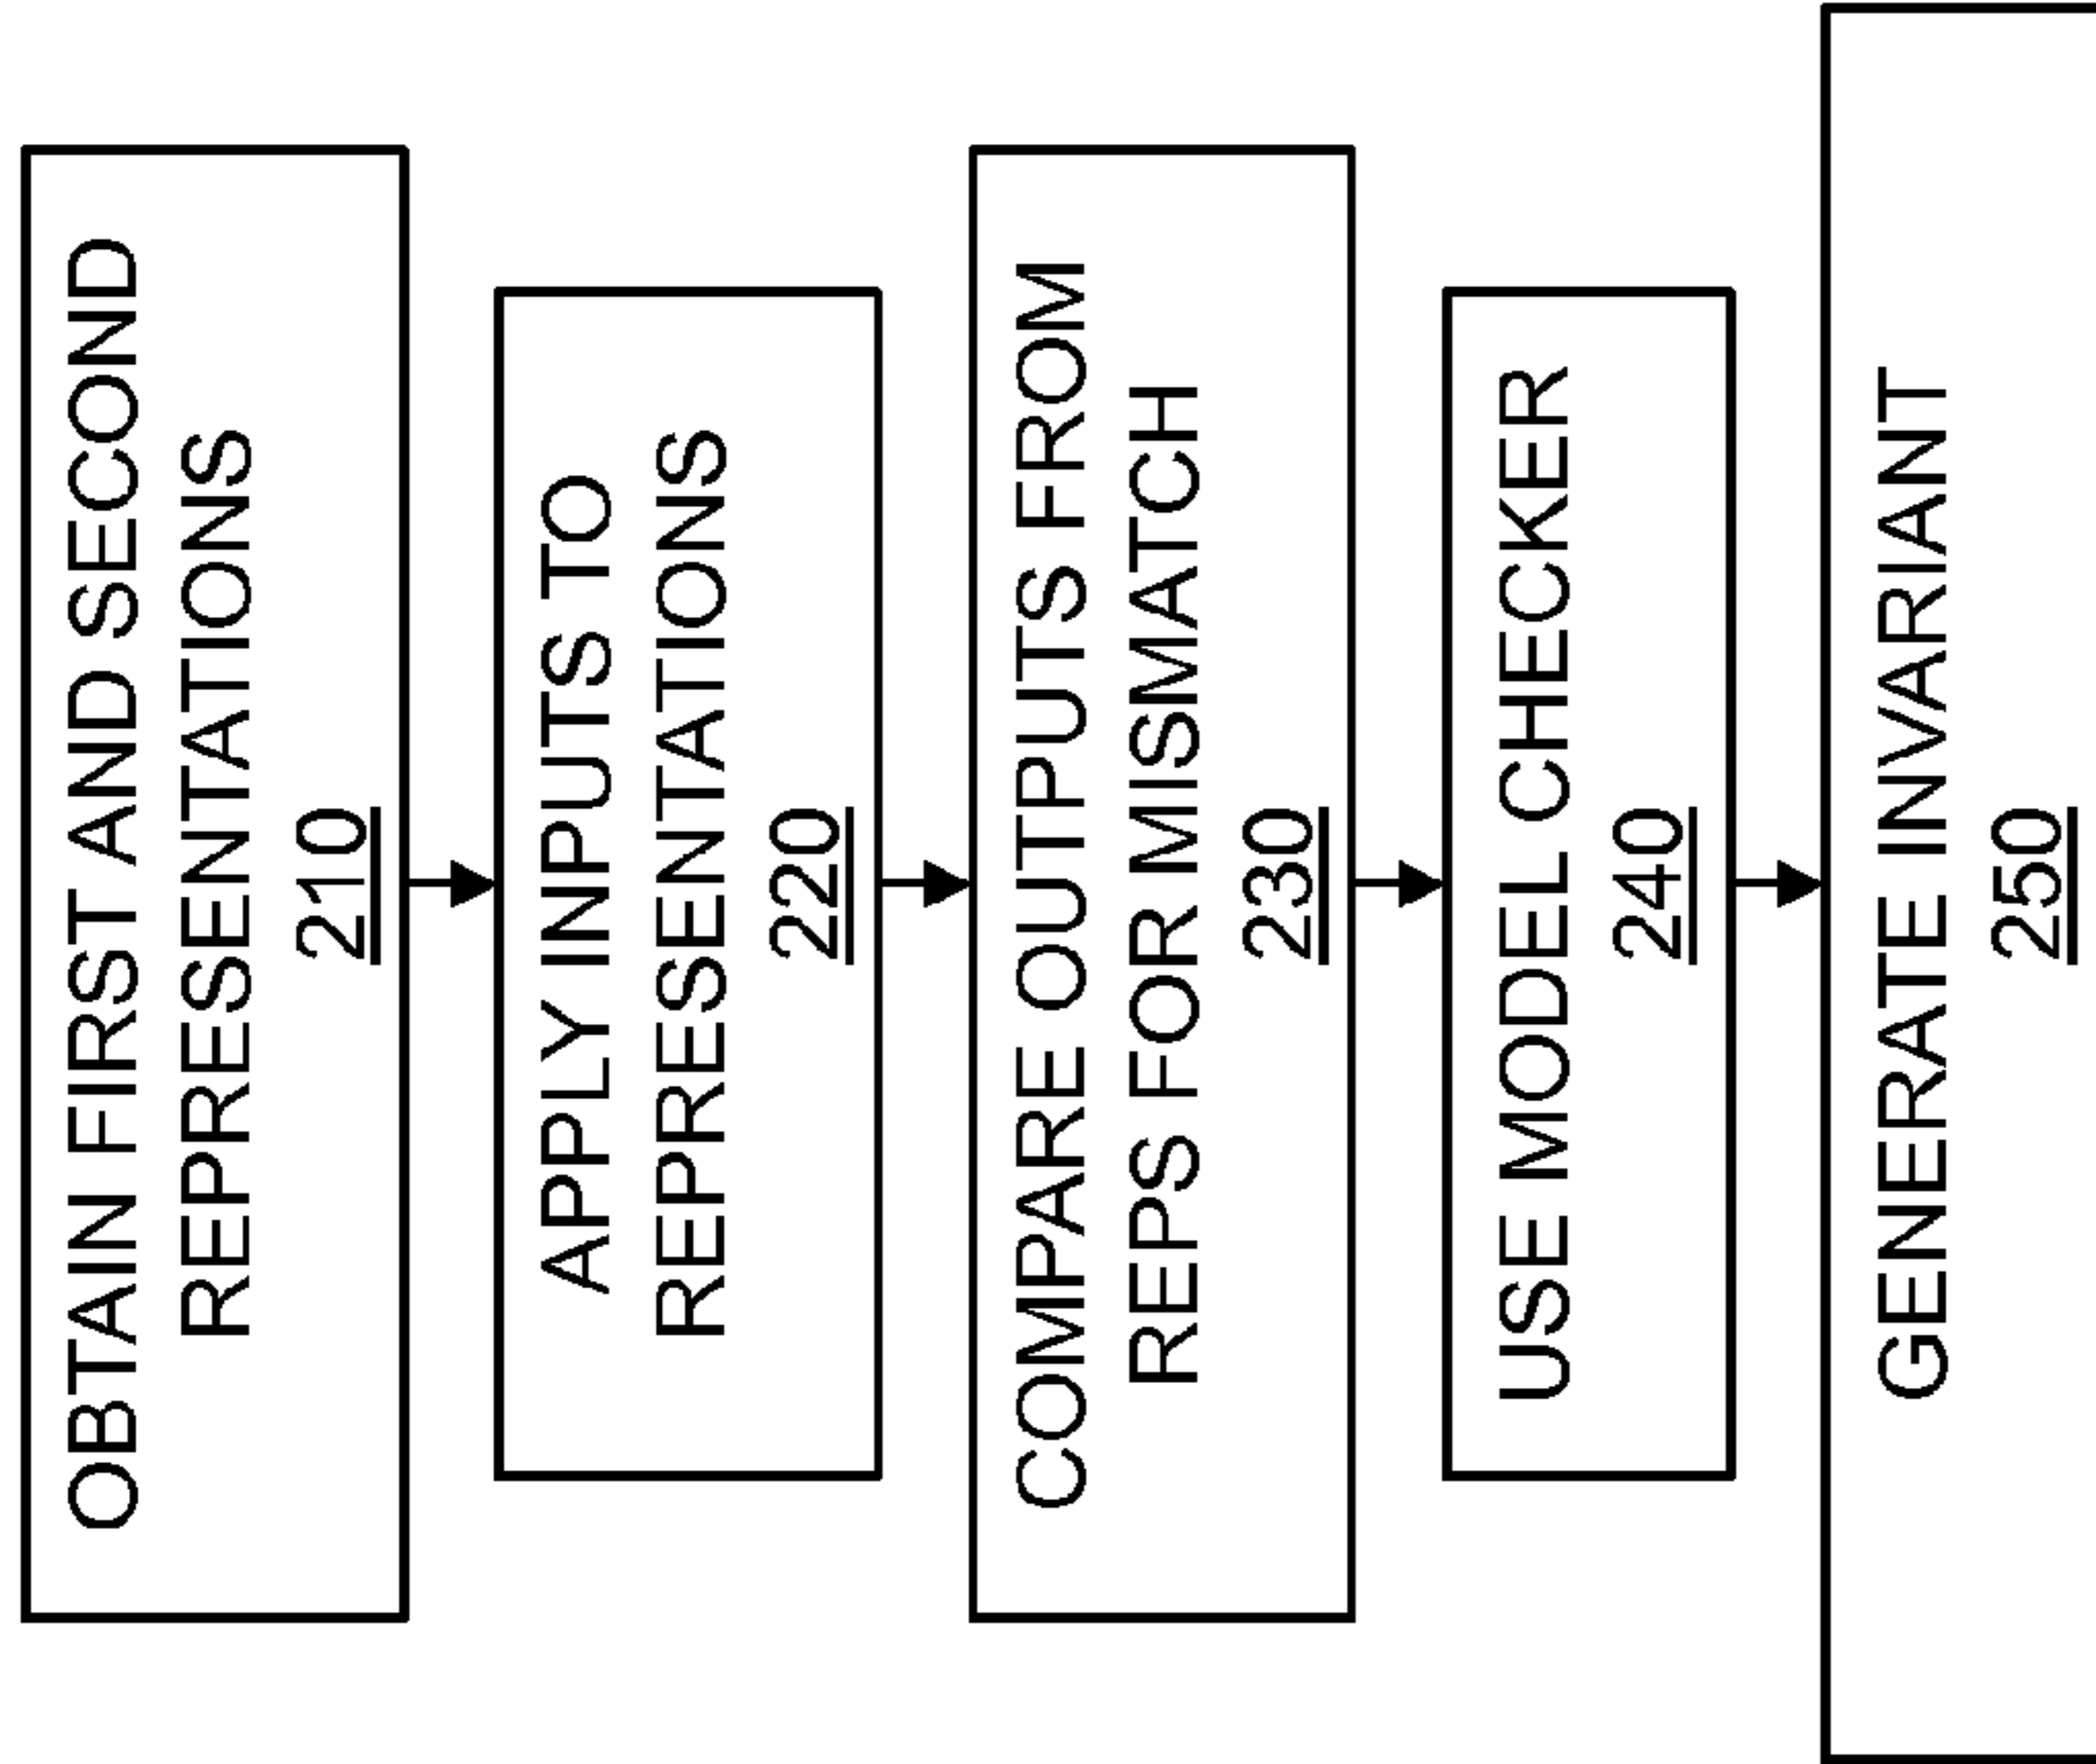 OBTAIN FIRST AND SECOND
REPRESENTATIONS
210
APPLY INPUTS TO
REPRESENTATIONS
220
COMPARE OUTPUTS FROM
REPS FOR MISMATCH
230
USE MODEL CHECKER
240
GENERATE INVARIANT
250